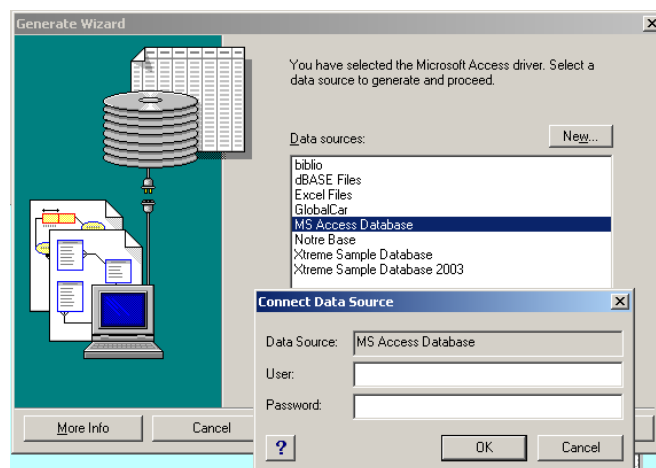 Generate Wizard
You have selected the Microsoft Access driver. Select a
data source to generate and proceed.
Data sources:
New...
biblio
dBASE Files
Excel Files
GlobalCar
MS Access Database
Notre Base
Xtreme Sample Database
Xtreme Sample Database 2003
Connect Data Source
Data Source:
MS Access Database
User:
Password:
?
OK
Cancel
More Info
Cancel